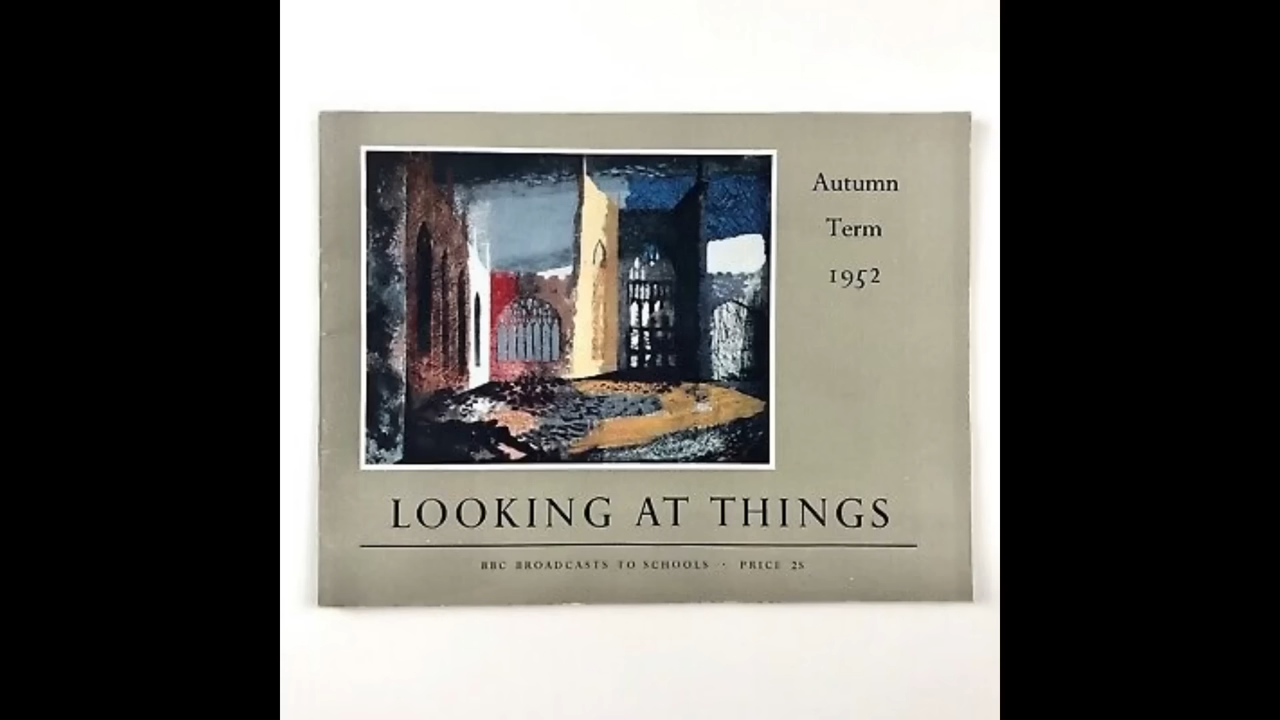 Autumn
Term
1952
LOOKING AT THINGS
BBC BROADCASTS TO SCHOOLS · PRICE 2S